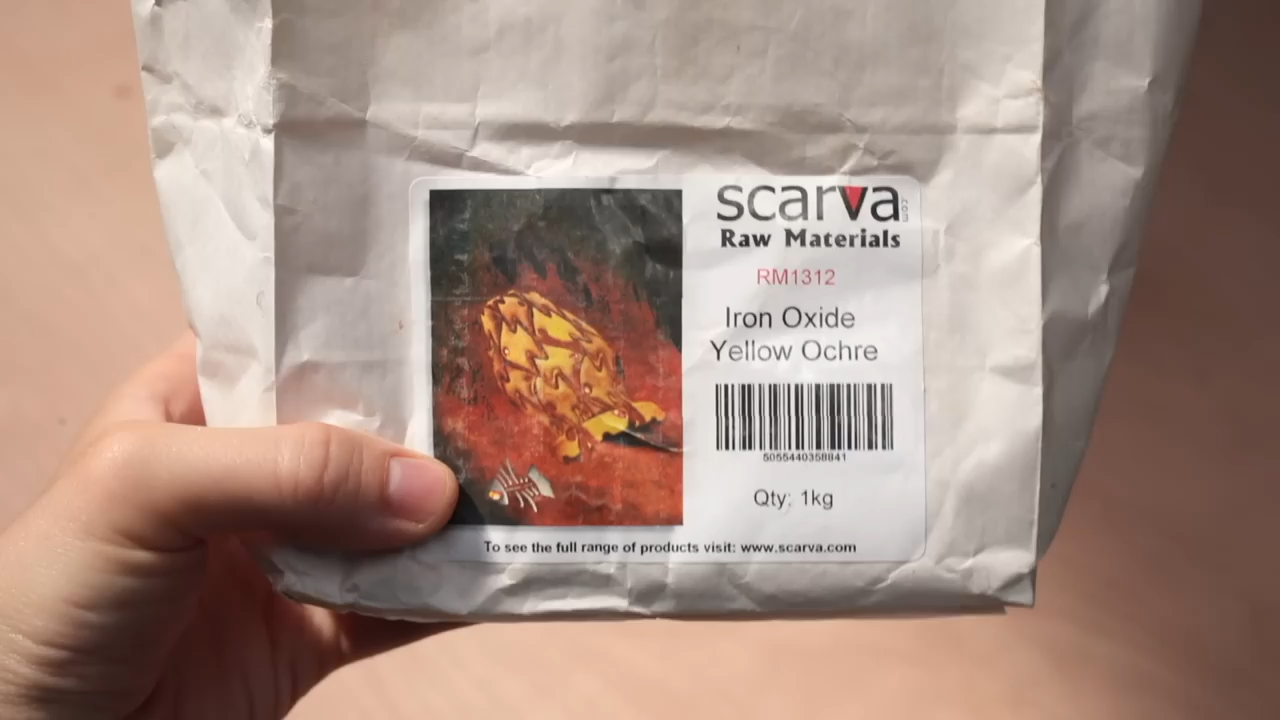 scarva
.com
Raw Materials
RM1312
Iron Oxide
Yellow Ochre
5055440358841
Qty: 1kg
To see the full range of products visit: www.scarva.com